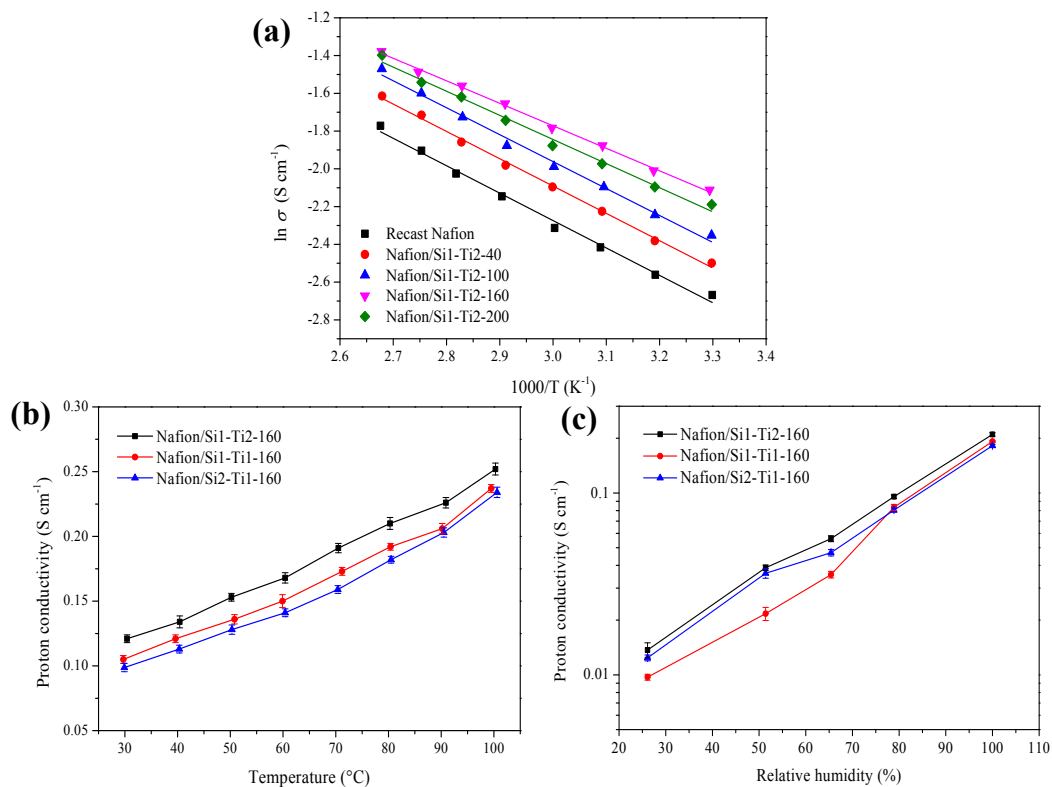 (a)
-1.2
-1.4
-1.6
-1.8
-2.0
-2.2
-2.4
-2.6
-2.8
ln σ (S cm⁻¹)
Recast Nafion
Nafion/Si1-Ti2-40
Nafion/Si1-Ti2-100
Nafion/Si1-Ti2-160
Nafion/Si1-Ti2-200
2.6 2.7 2.8 2.9 3.0 3.1 3.2 3.3 3.4
1000/T (K⁻¹)
(b)
0.30
0.25
0.20
0.15
0.10
0.05
Proton conductivity (S cm⁻¹)
Nafion/Si1-Ti2-160
Nafion/Si1-Ti1-160
Nafion/Si2-Ti1-160
30 40 50 60 70 80 90 100
Temperature (°C)
(c)
0.1
0.01
Proton conductivity (S cm⁻¹)
Nafion/Si1-Ti2-160
Nafion/Si1-Ti1-160
Nafion/Si2-Ti1-160
20 30 40 50 60 70 80 90 100 110
Relative humidity (%)